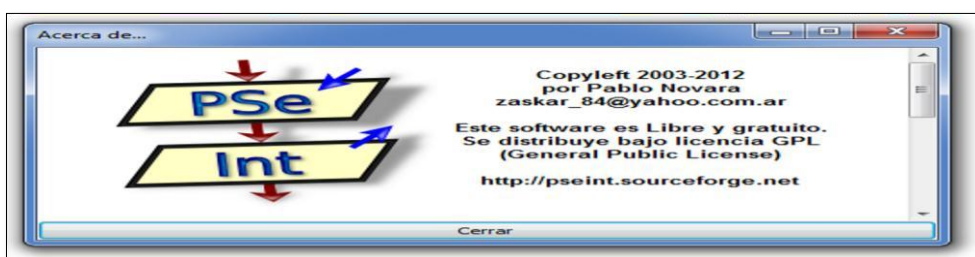 Acerca de...
PSe
Int
Copyleft 2003-2012
por Pablo Novara
zaskar_84@yahoo.com.ar
Este software es Libre y gratuito.
Se distribuye bajo licencia GPL
(General Public License)
http://pseint.sourceforge.net
Cerrar